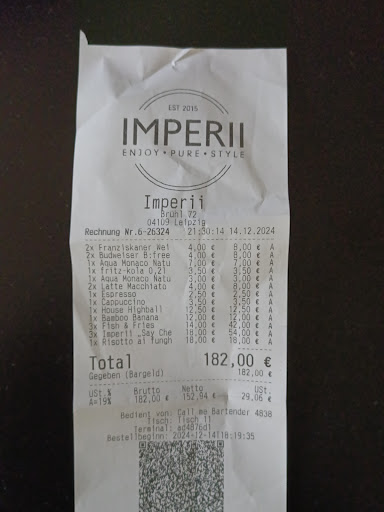 EST 2015
IMPERII
ENJOY • PURE • STYLE
Imperii
Brühl 72
04109 Leipzig
Rechnung Nr.6-26324 21:30:14 14.12.2024
2x Franziskaner Wei 4,00 € 8,00 € A
2x Budweiser B:free 4,00 € 8,00 € A
1x Aqua Monaco Natu 7,00 € 7,00 € A
1x fritz-kola 0,2l 3,50 € 3,50 € A
1x Aqua Monaco Natu 3,00 € 3,00 € A
2x Latte Macchiato 4,00 € 8,00 € A
1x Espresso 2,50 € 2,50 € A
1x Cappuccino 3,50 € 3,50 € A
1x House Highball 12,50 € 12,50 € A
1x Bamboo Banana 12,00 € 12,00 € A
3x Fish & Fries 14,00 € 42,00 € A
3x Imperii „Say Che 18,00 € 54,00 € A
1x Risotto ai fungh 18,00 € 18,00 € A
Total 182,00 €
Gegeben (Bargeld) 182,00 €
USt.% Brutto Netto USt.
A=19% 182,00 € 152,94 € 29,06 €
Bedient von: Call me Bartender 4838
Tisch: Tisch 11
Terminal: ad4876d1
Bestellbeginn: 2024-12-14T18:19:35